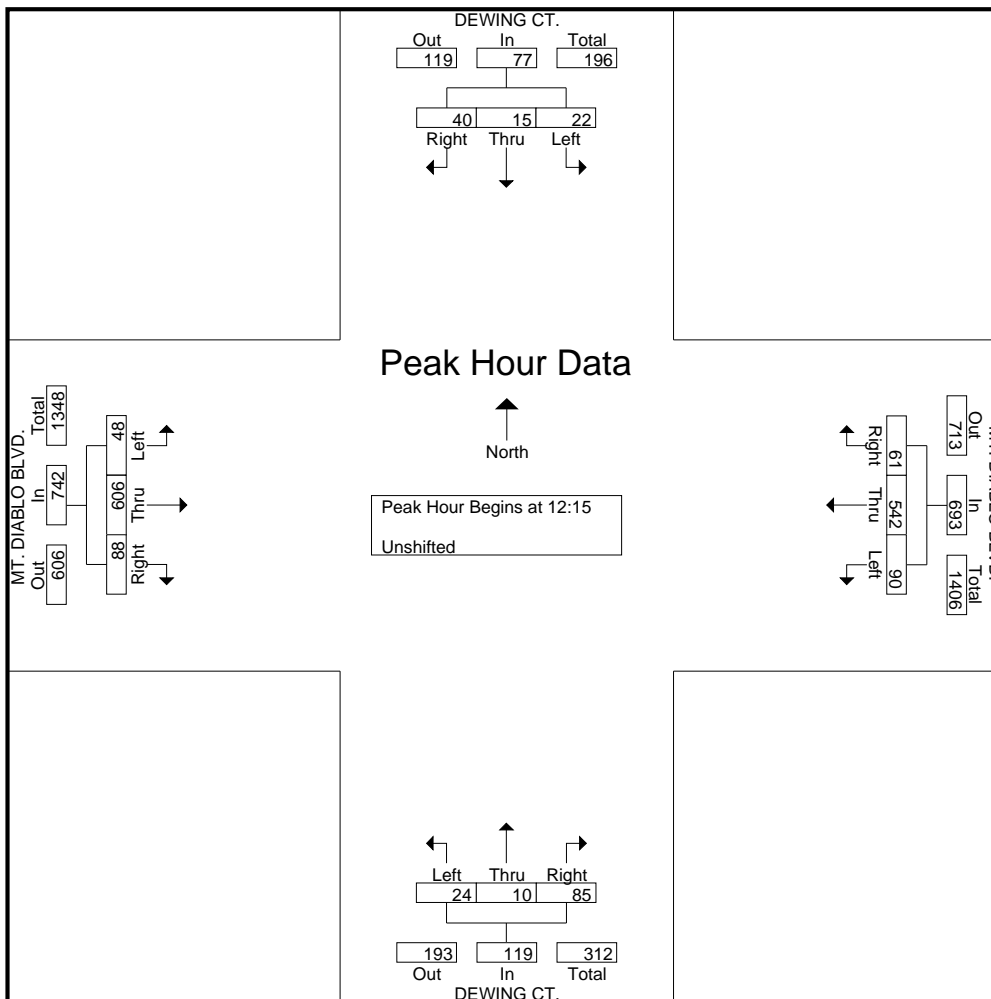 DEWING CT.
Out In Total
119 77 196
40 15 22
Right Thru Left
Peak Hour Data
North
Peak Hour Begins at 12:15
Unshifted
MT. DIABLO BLVD.
Out In Total
606 742 1348
88 606 48
Right Thru Left
Out In Total
713 693 1406
61 542 90
Right Thru Left
Left Thru Right
24 10 85
193 119 312
Out In Total
DEWING CT.